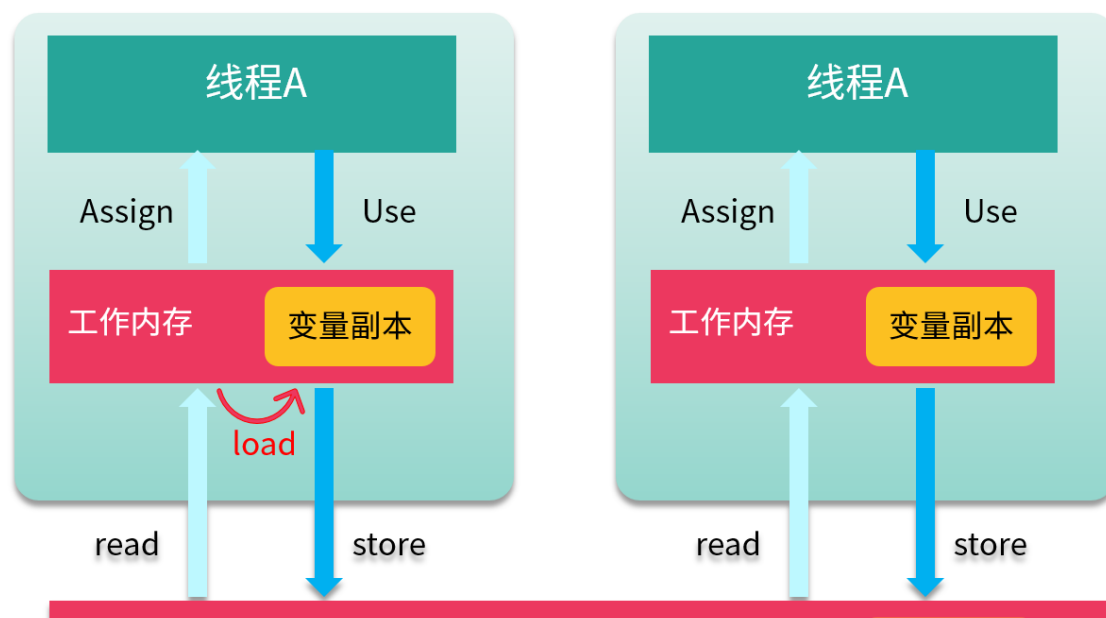 线程A
Assign
Use
工作内存
变量副本
load
read
store
线程A
Assign
Use
工作内存
变量副本
read
store